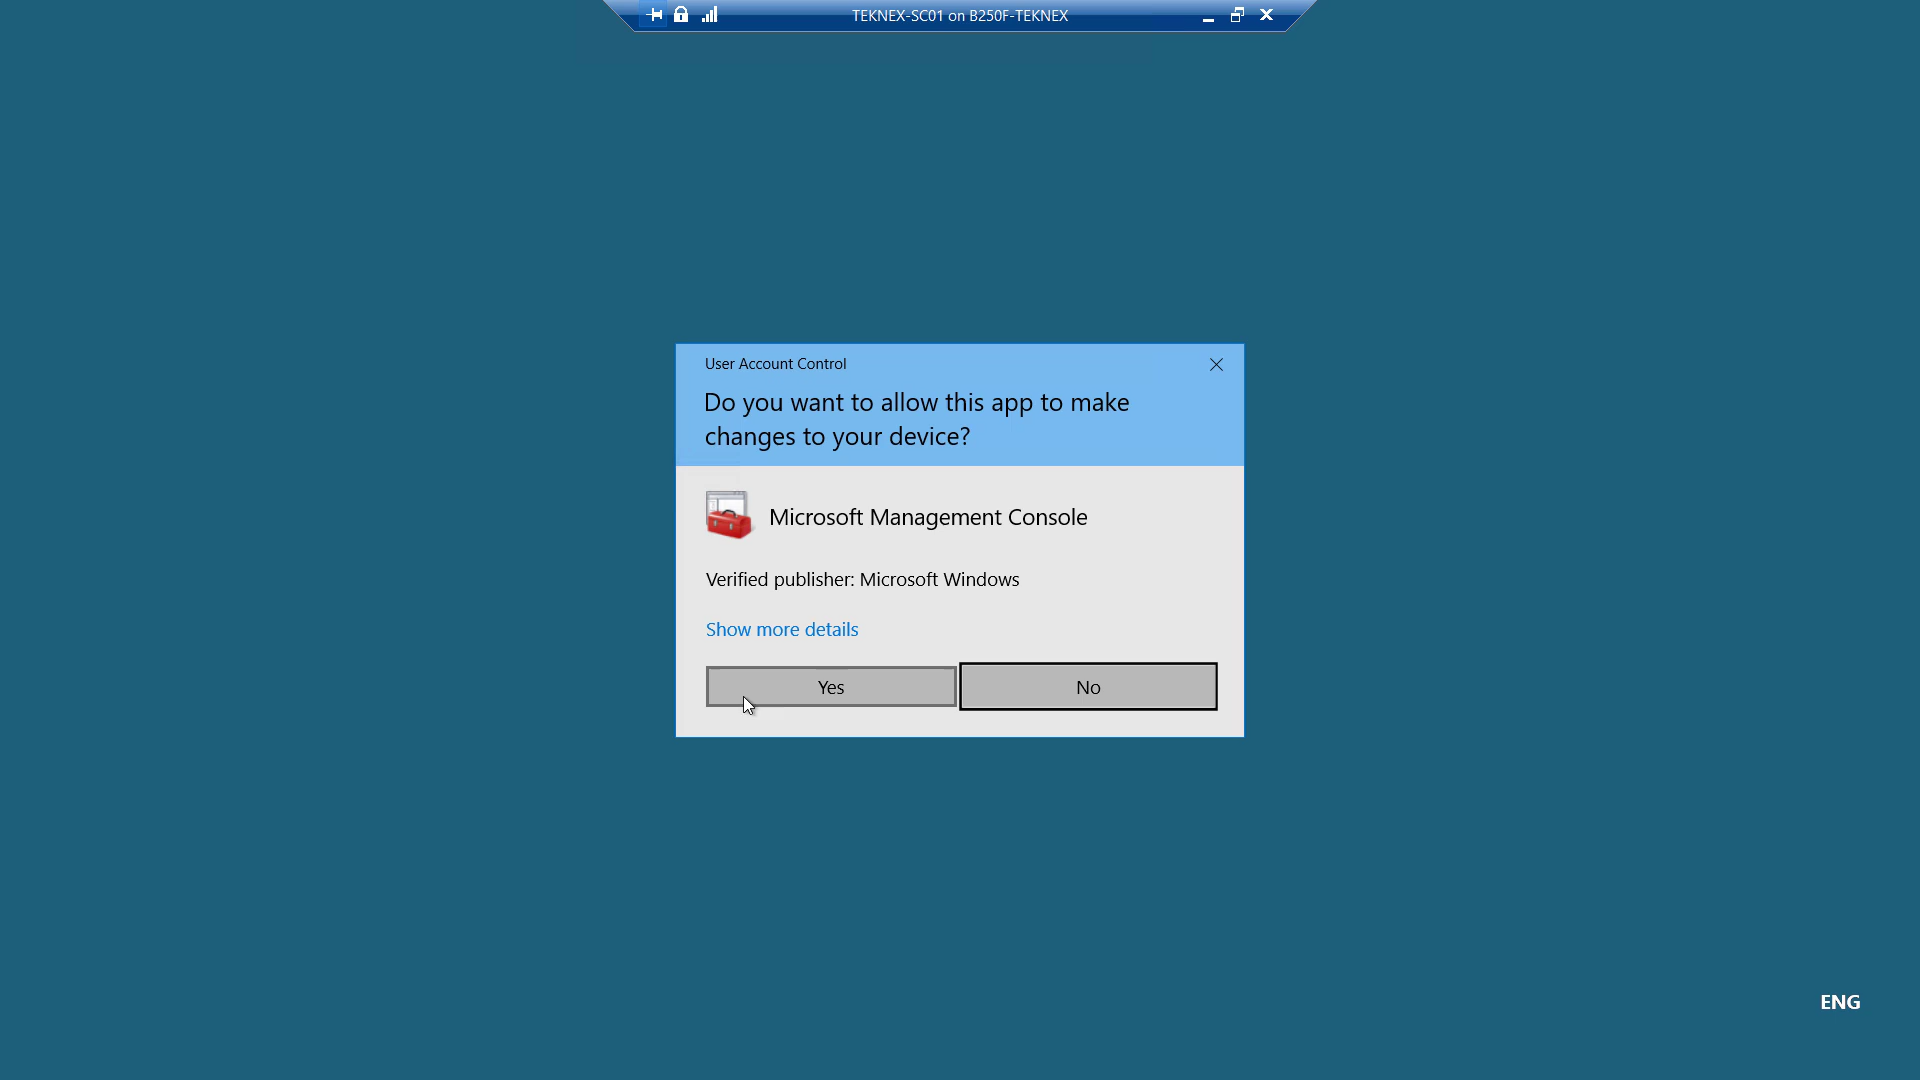 TEKNEX-SC01 on B250F-TEKNEX
User Account Control
Do you want to allow this app to make
changes to your device?
Microsoft Management Console
Verified publisher: Microsoft Windows
Show more details
Yes
No
ENG